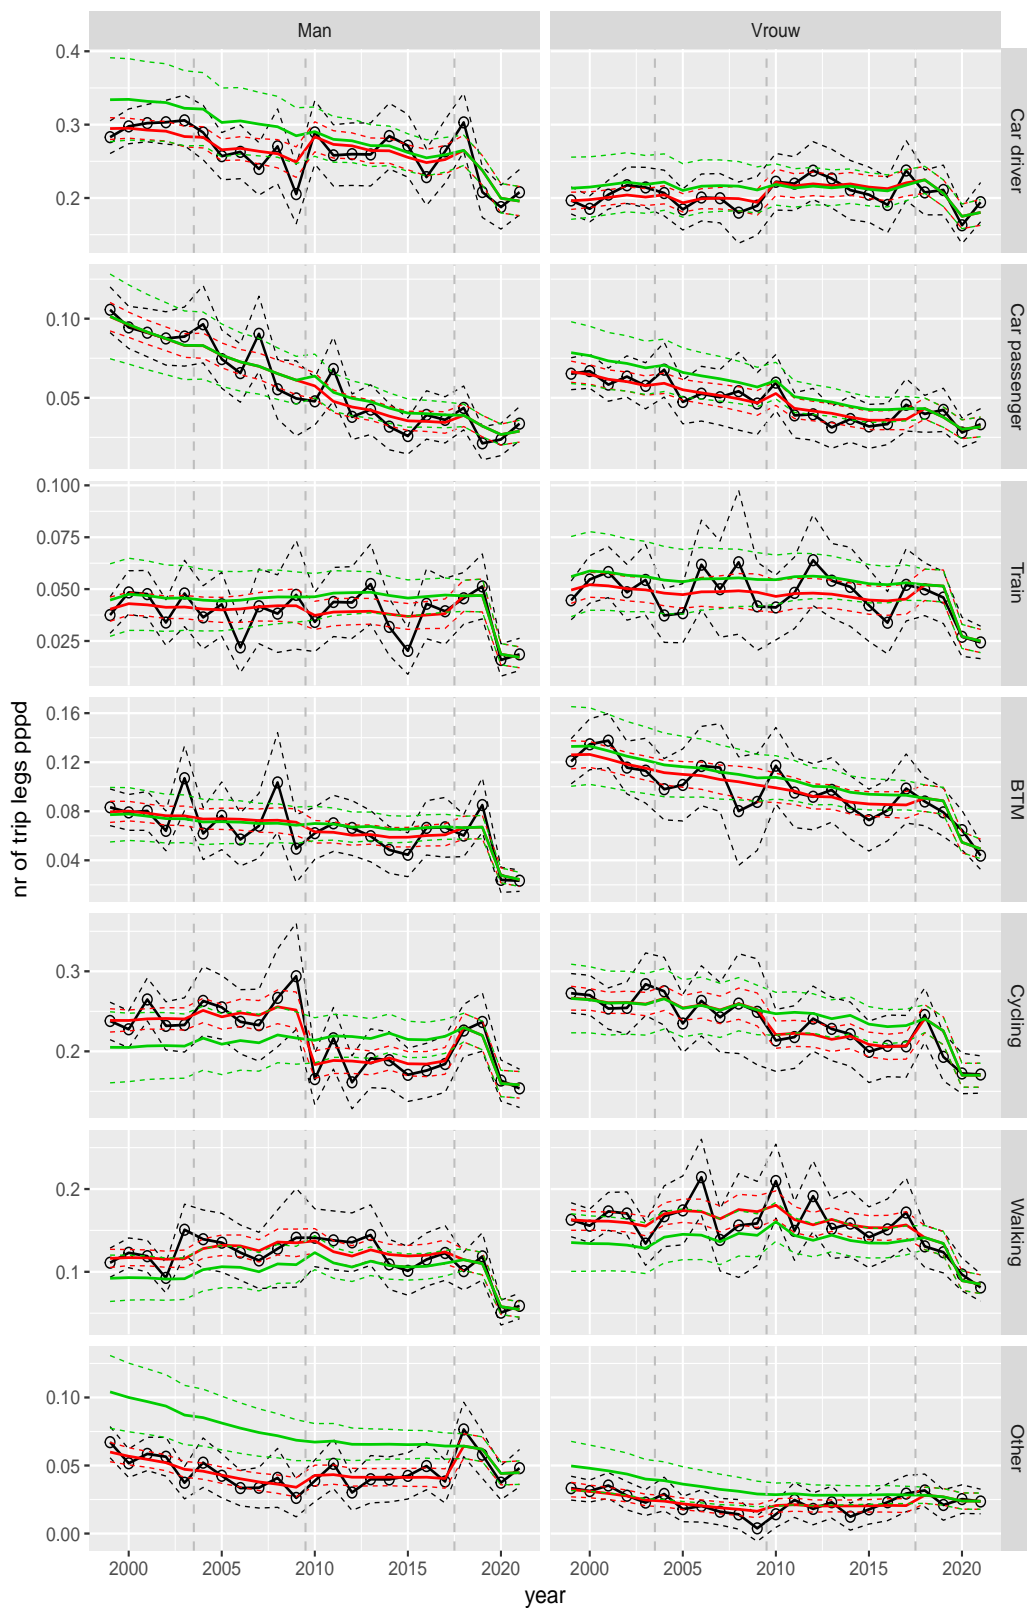 Man
Vrouw
0.4
0.3
0.2
Car driver
0.10
0.05
Car passenger
0.100
0.075
0.050
0.025
Train
0.16
0.12
0.08
0.04
BTM
0.3
0.2
Cycling
0.2
0.1
Walking
0.10
0.05
0.00
Other
nr of trip legs pppd
2000
2005
2010
2015
2020
2000
2005
2010
2015
2020
year